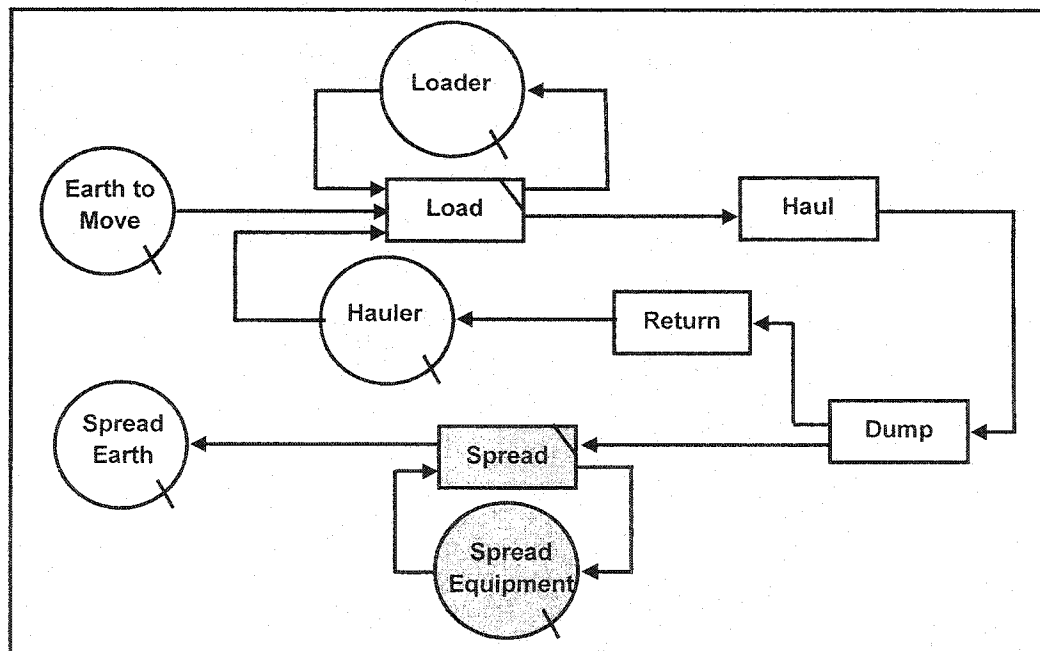 Loader
Earth to
Move
Load
Haul
Hauler
Return
Spread
Earth
Spread
Dump
Spread
Equipment